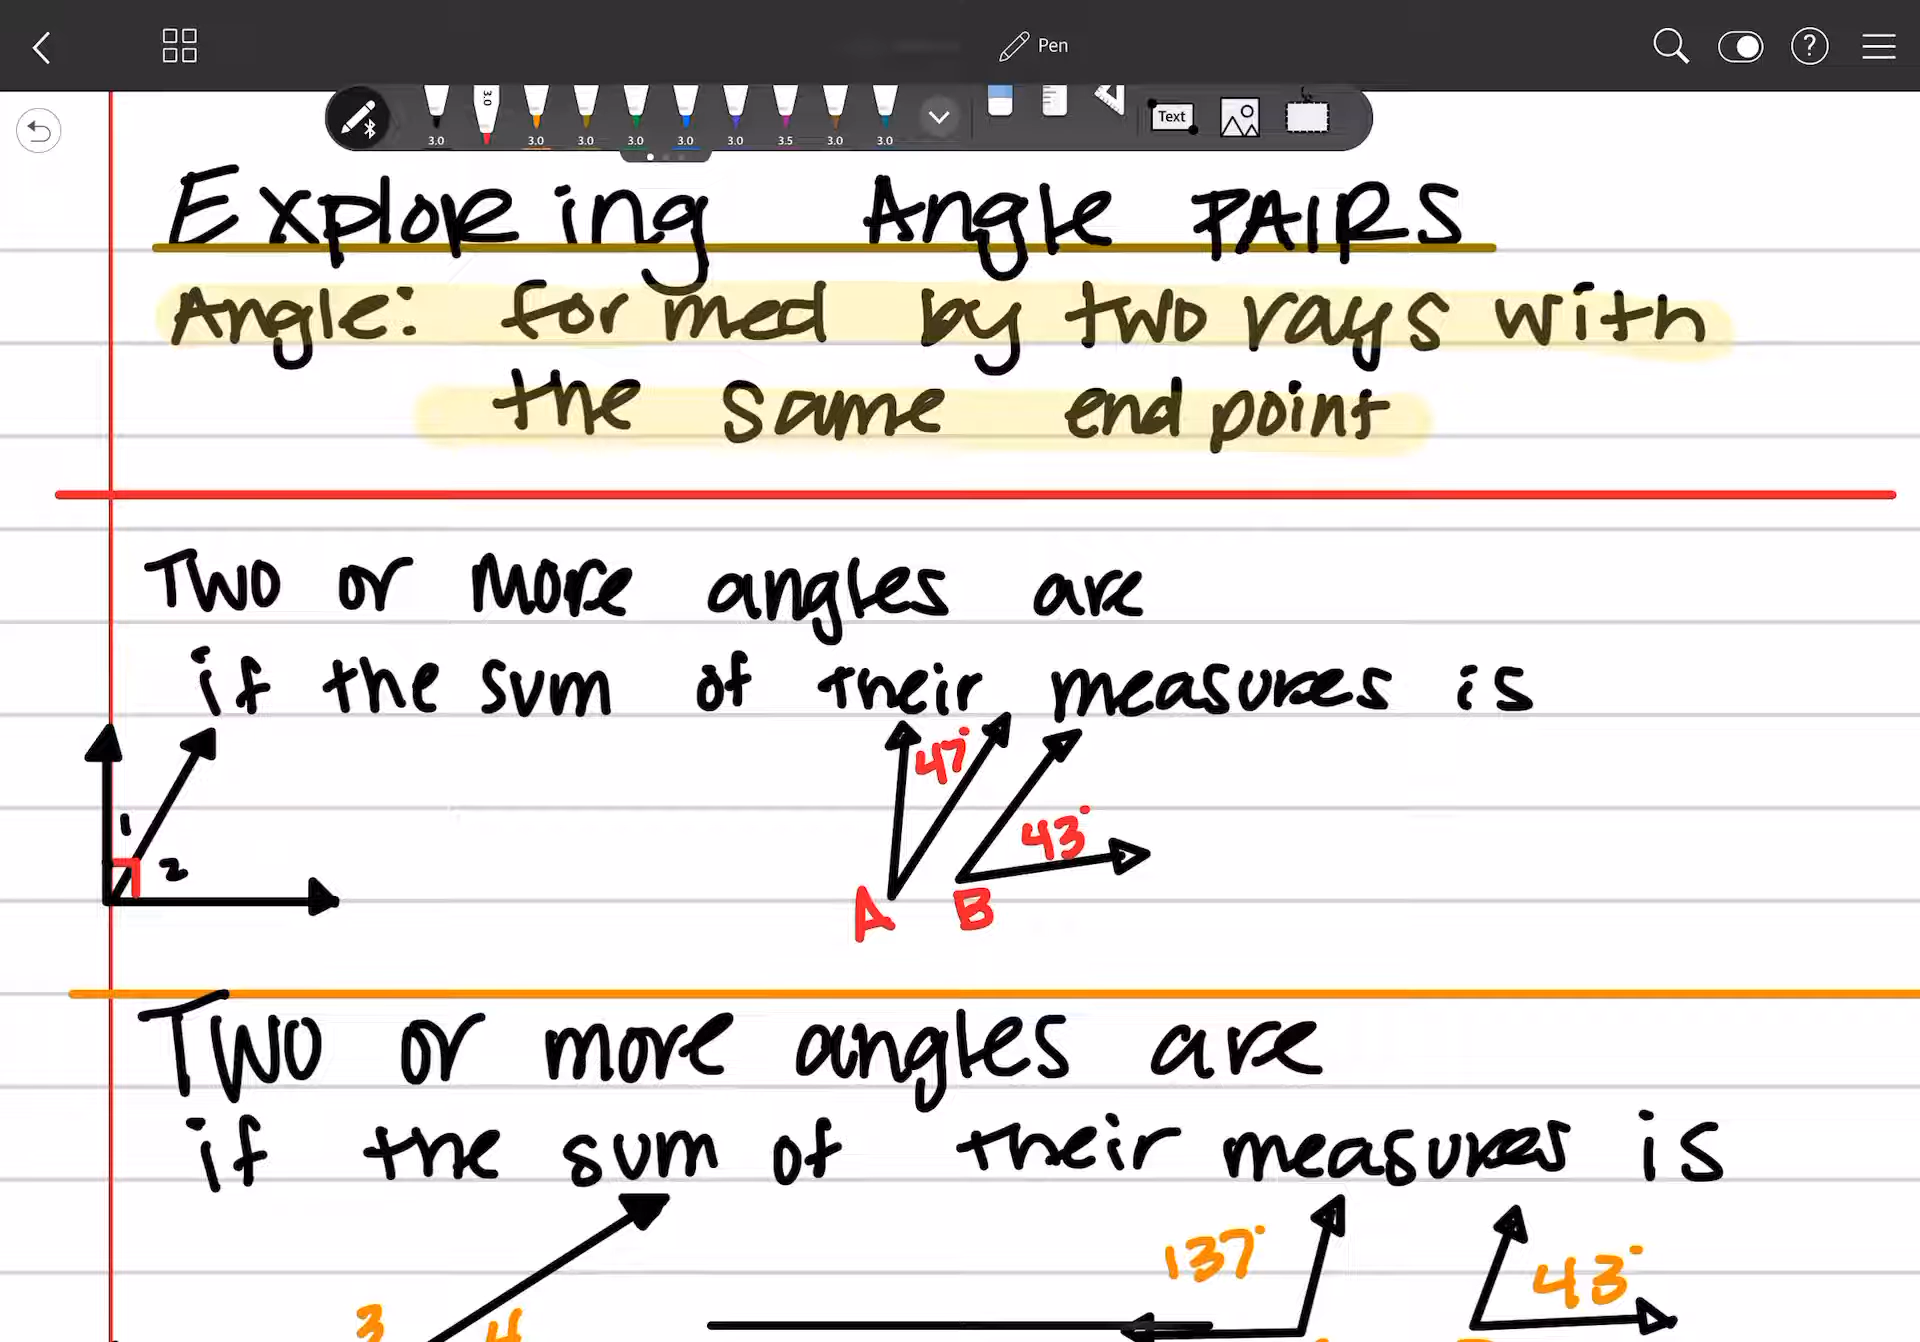 Pen
3.0 3.0 3.0 3.0 3.0 3.0 3.0 3.5 3.0 3.0 Text
Exploring Angle PAIRS
Angle: formed by two rays with
the same endpoint
Two or more angles are
if the sum of their measures is
47°
1
43°
2
A B
Two or more angles are
if the sum of their measures is
137° 43°
3 4